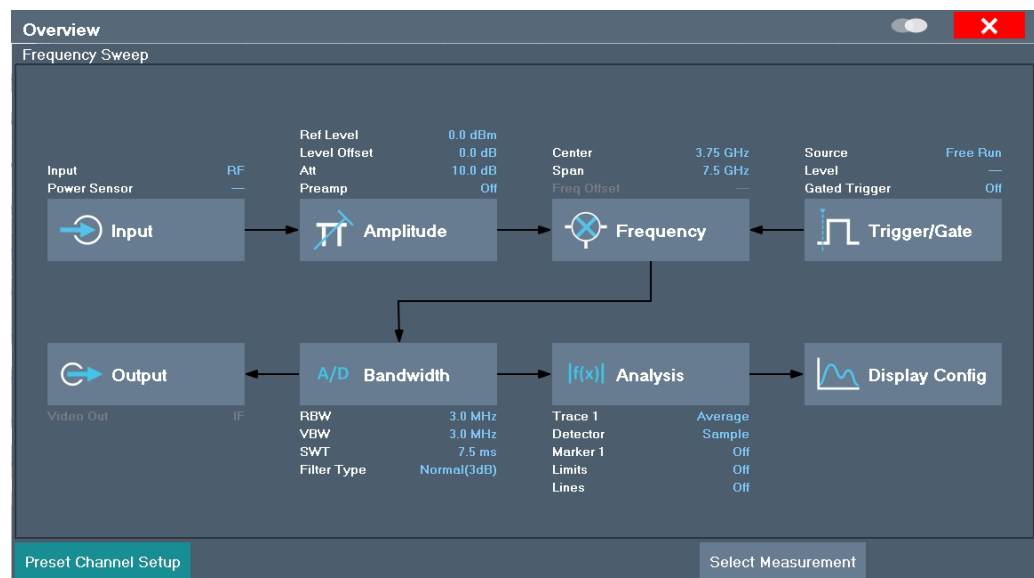 Overview
Frequency Sweep
Ref Level 0.0 dBm
Level Offset 0.0 dB
Att 10.0 dB
Preamp Off
Input RF
Power Sensor —
Center 3.75 GHz
Span 7.5 GHz
Freq Offset —
Source Free Run
Level —
Gated Trigger Off
Input
Amplitude
Frequency
Trigger/Gate
Output
A/D Bandwidth
|f(x)| Analysis
Display Config
Video Out IF
RBW 3.0 MHz
VBW 3.0 MHz
SWT 7.5 ms
Filter Type Normal(3dB)
Trace 1 Average
Detector Sample
Marker 1 Off
Limits Off
Lines Off
Preset Channel Setup
Select Measurement